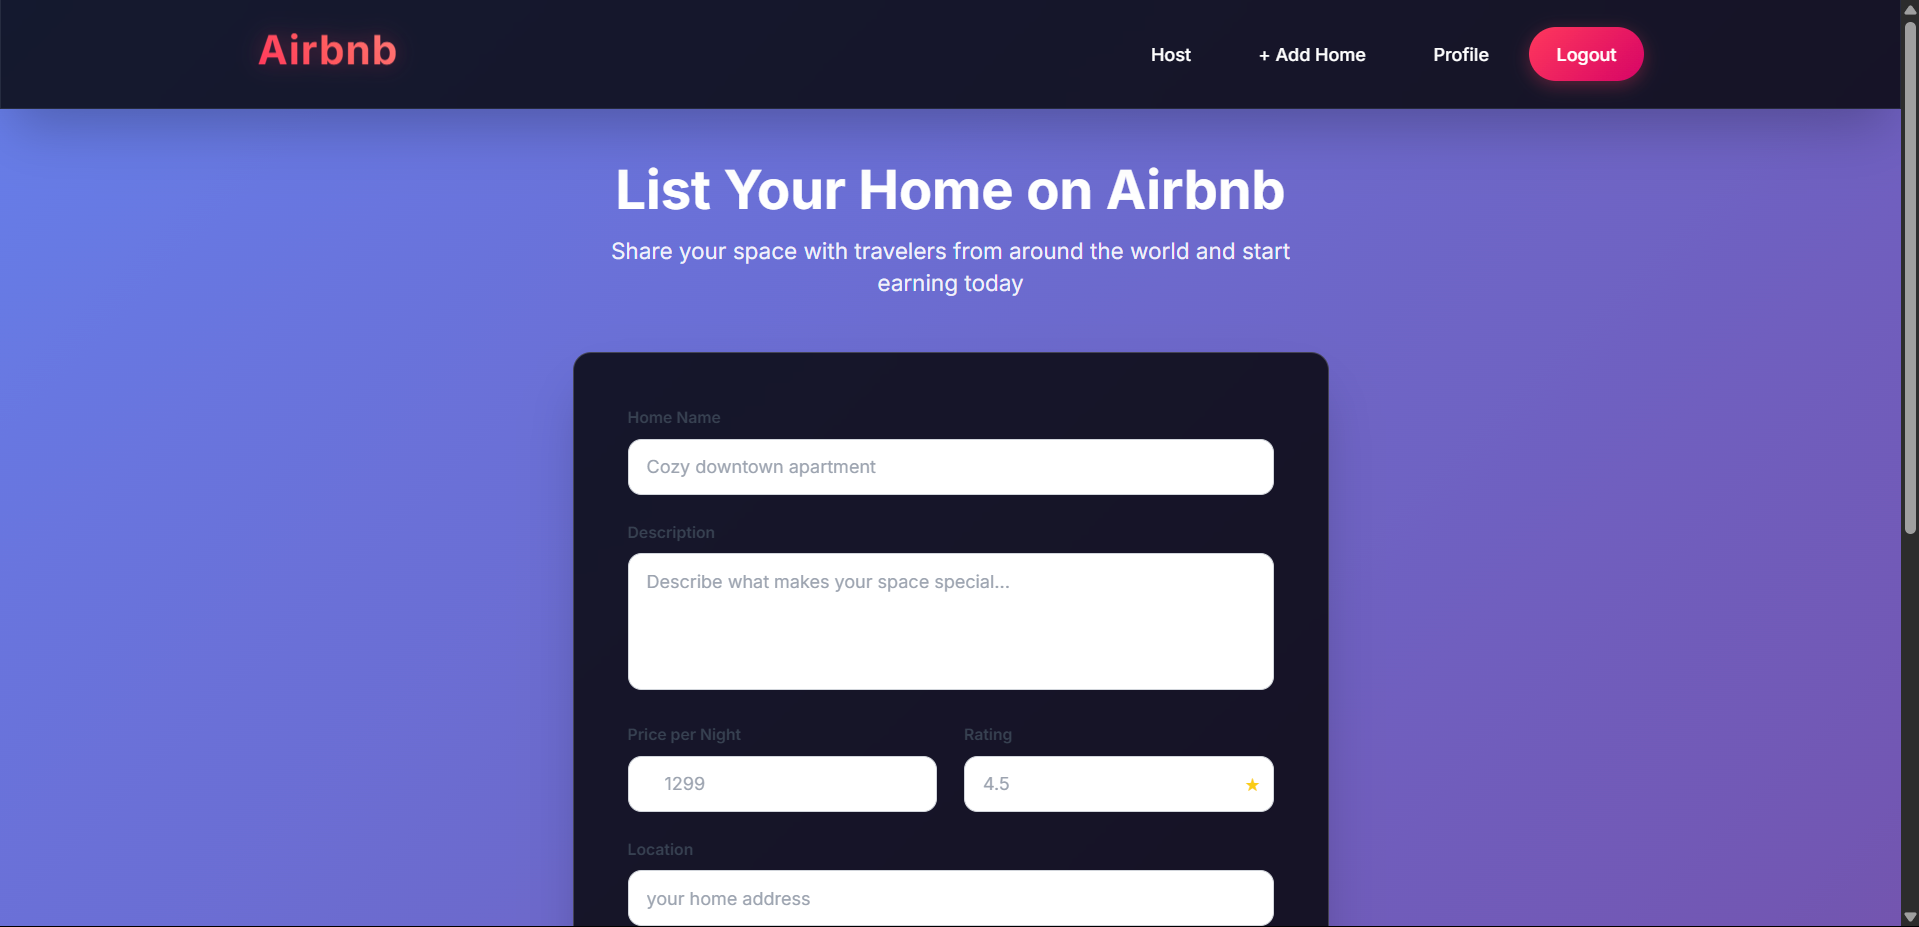 Airbnb
Host
+ Add Home
Profile
Logout
List Your Home on Airbnb
Share your space with travelers from around the world and start
earning today
Home Name
Cozy downtown apartment
Description
Describe what makes your space special...
Price per Night
Rating
1299
4.5
Location
your home address